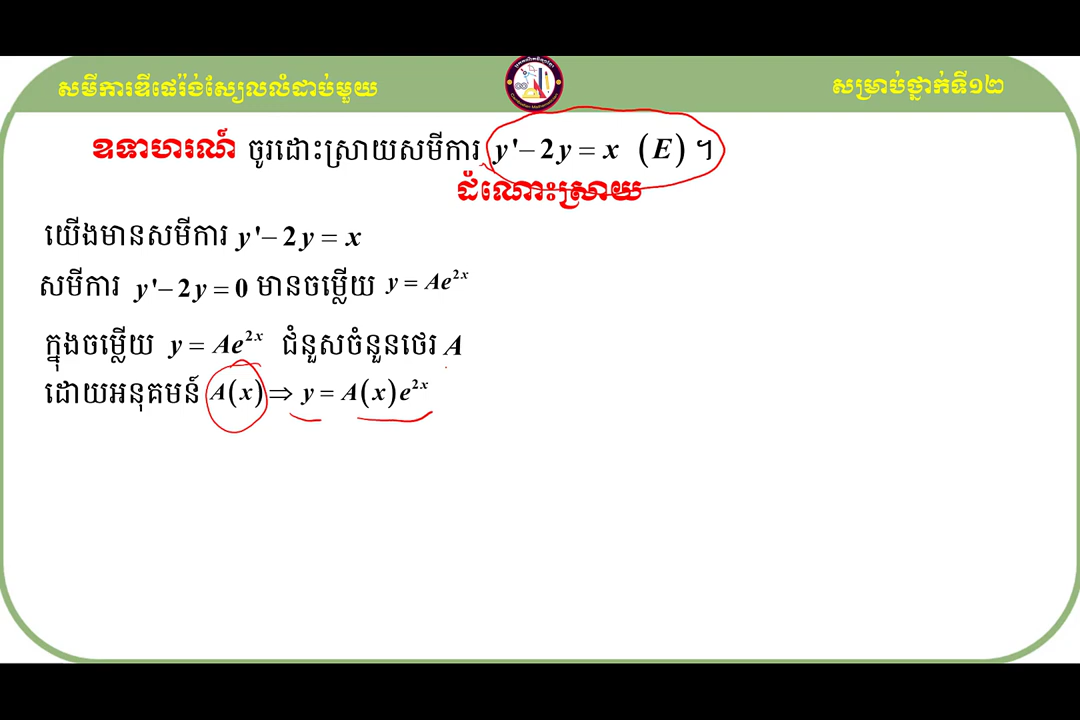 សមីការឌីផេរ៉ង់ស្យែលលំដាប់មួយ
សម្រាប់ថ្នាក់ទី១២
ឧទាហរណ៍ ចូរដោះស្រាយសមីការ y'−2y = x (E) ។
ដំណោះស្រាយ
យើងមានសមីការ y'−2y = x
សមីការ y'−2y = 0 មានចម្លើយ y = Ae^{2x}
ក្នុងចម្លើយ y = Ae^{2x} ជំនួសចំនួនថេរ A
ដោយអនុគមន៍ A(x) ⇒ y = A(x)e^{2x}